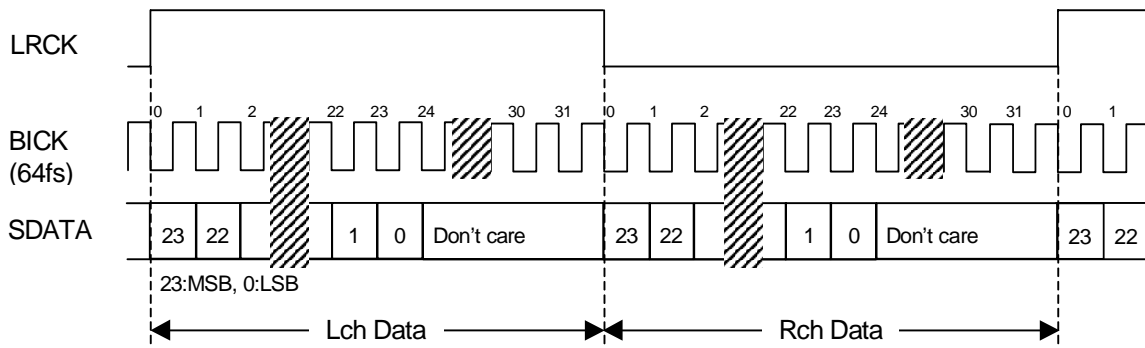 LRCK
0 1 2 22 23 24 30 31 0 1 2 22 23 24 30 31 0 1
BICK
(64fs)
SDATA 23 22 1 0 Don't care 23 22 1 0 Don't care 23 22
23:MSB, 0:LSB
Lch Data Rch Data